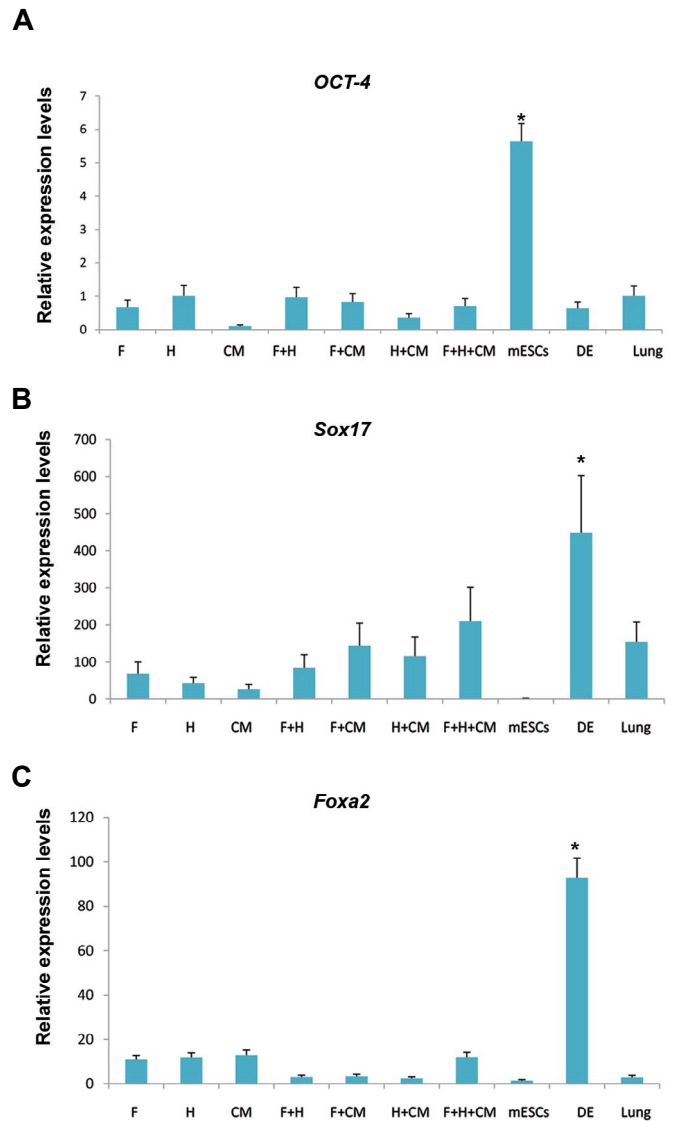 A
OCT-4
Relative expression levels
7
6
5
4
3
2
1
0
*
F H CM F+H F+CM H+CM F+H+CM mESCs DE Lung
B
Sox17
Relative expression levels
700
600
500
400
300
200
100
0
*
F H CM F+H F+CM H+CM F+H+CM mESCs DE Lung
C
Foxa2
Relative expression levels
120
100
80
60
40
20
0
*
F H CM F+H F+CM H+CM F+H+CM mESCs DE Lung